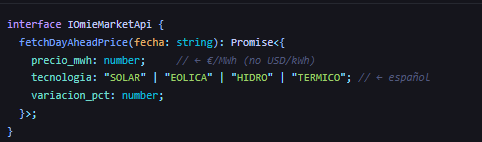 interface IOmieMarketApi {
fetchDayAheadPrice(fecha: string): Promise<{
precio_mwh: number; // ← €/MWh (no USD/kWh)
tecnologia: "SOLAR" | "EOLICA" | "HIDRO" | "TERMICO"; // ← español
variacion_pct: number;
}>;
}